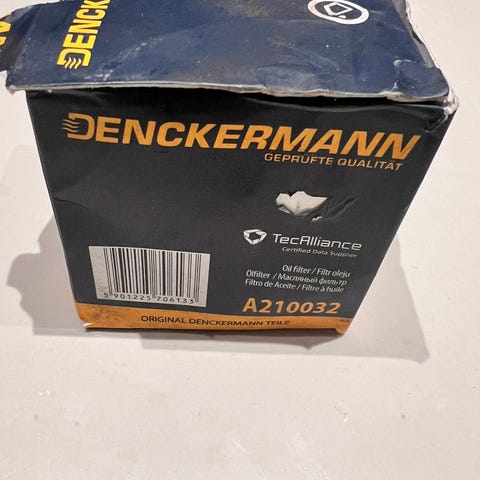 DENCK
DENCKERMANN
GEPRÜFTE QUALITÄT
TecAlliance
Certified Data Supplier
Oil filter / Filtr oleju
Ölfilter / Масляный фильтр
Filtro de Aceite / Filtre à huile
5 901225 706133
A210032
ORIGINAL DENCKERMANN TEILE